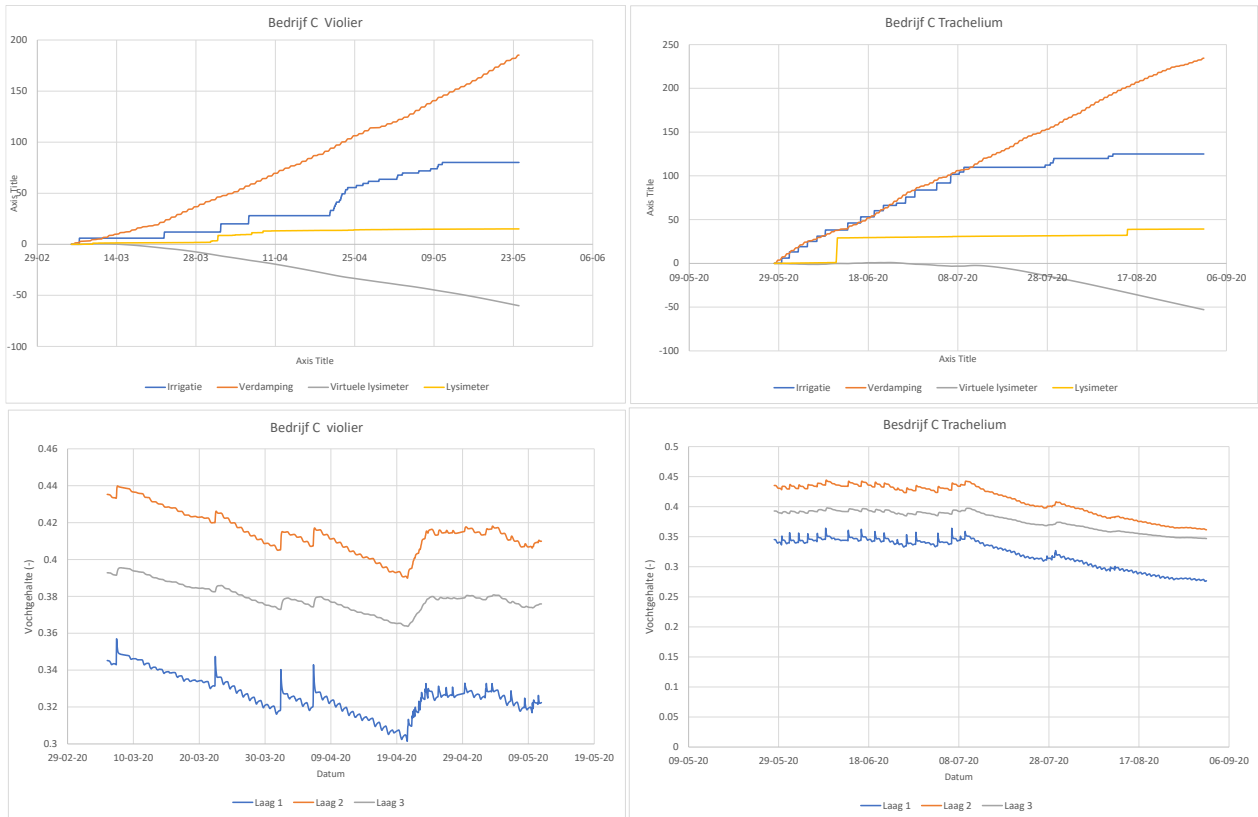 Bedrijf C Violier
200
150
100
50
0
-50
-100
29-02
14-03
28-03
11-04
25-04
09-05
23-05
06-06
Axis Title
Axis Title
Irrigatie
Verdamping
Virtuele lysimeter
Lysimeter
Bedrijf C Trachelium
250
200
150
100
50
0
-50
-100
09-05-20
29-05-20
18-06-20
08-07-20
28-07-20
17-08-20
06-09-20
Axis Title
Axis Title
Irrigatie
Verdamping
Virtuele lysimeter
Lysimeter
Bedrijf C violier
0.46
0.44
0.42
0.4
0.38
0.36
0.34
0.32
0.3
29-02-20
10-03-20
20-03-20
30-03-20
09-04-20
19-04-20
29-04-20
09-05-20
19-05-20
Vochtgehalte (-)
Datum
Laag 1
Laag 2
Laag 3
Besdrijf C Trachelium
0.5
0.45
0.4
0.35
0.3
0.25
0.2
0.15
0.1
0.05
0
09-05-20
29-05-20
18-06-20
08-07-20
28-07-20
17-08-20
06-09-20
Vochtgehalte (-)
Datum
Laag 1
Laag 2
Laag 3